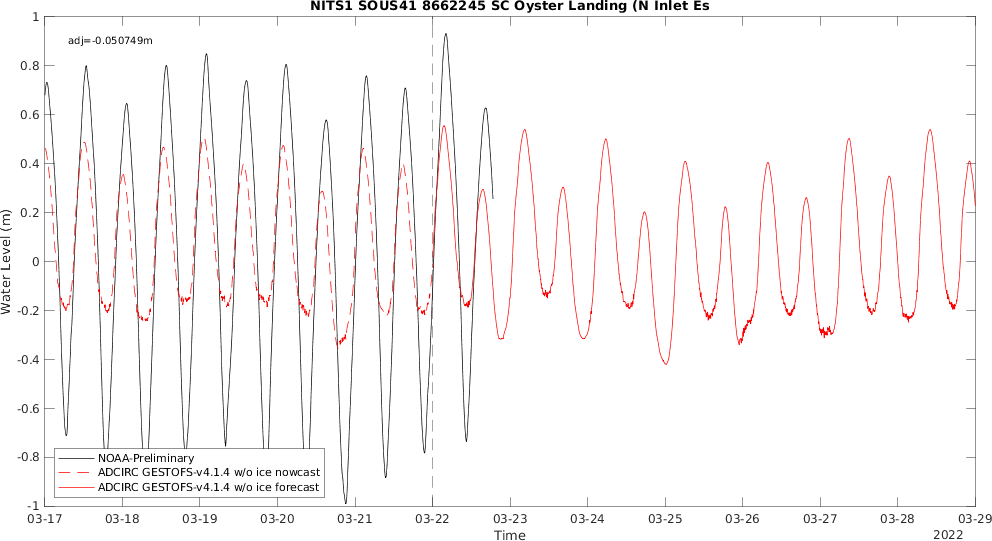 NITS1 SOUS41 8662245 SC Oyster Landing (N Inlet Es
adj=-0.050749m
1
0.8
0.6
0.4
0.2
0
-0.2
-0.4
-0.6
-0.8
-1
Water Level (m)
NOAA-Preliminary
ADCIRC GESTOFS-v4.1.4 w/o ice nowcast
ADCIRC GESTOFS-v4.1.4 w/o ice forecast
03-17 03-18 03-19 03-20 03-21 03-22 03-23 03-24 03-25 03-26 03-27 03-28 03-29
Time
2022